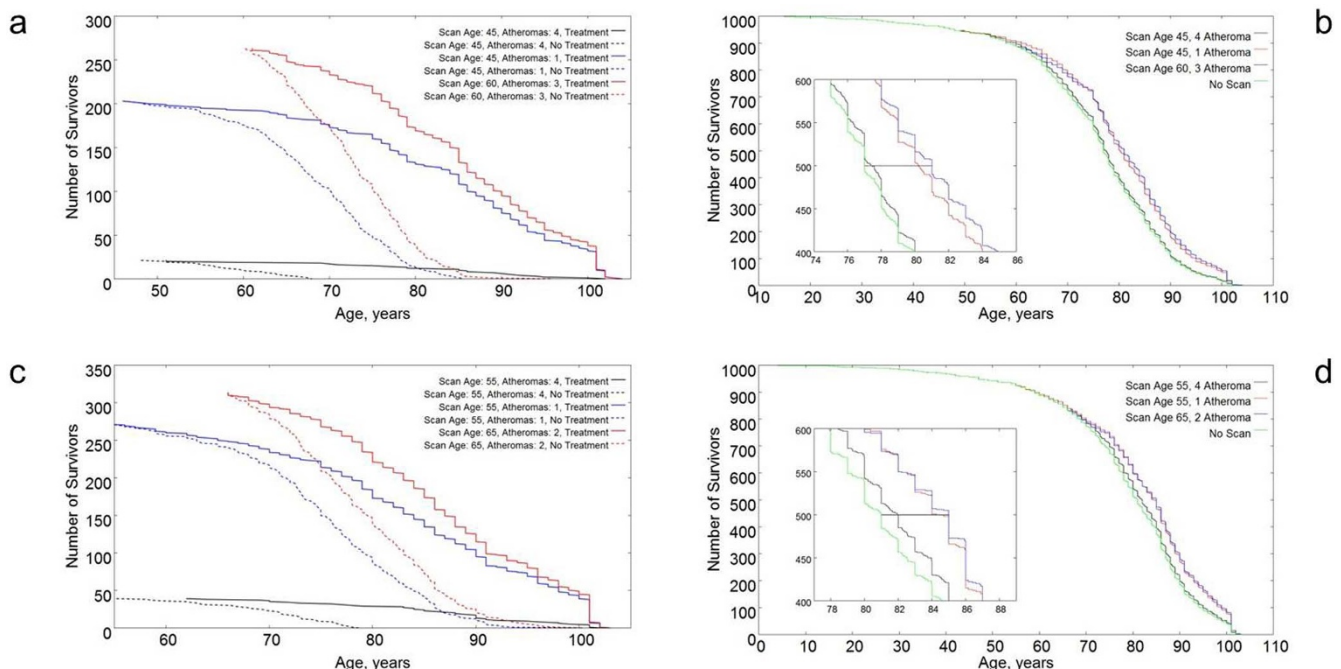 a
Scan Age: 45, Atheromas: 4, Treatment
Scan Age: 45, Atheromas: 4, No Treatment
Scan Age: 45, Atheromas: 1, Treatment
Scan Age: 45, Atheromas: 1, No Treatment
Scan Age: 60, Atheromas: 3, Treatment
Scan Age: 60, Atheromas: 3, No Treatment
Number of Survivors
300
250
200
150
100
50
0
50 60 70 80 90 100
Age, years
b
Scan Age 45, 4 Atheroma
Scan Age 45, 1 Atheroma
Scan Age 60, 3 Atheroma
No Scan
Number of Survivors
1000
900
800
700
600
500
400
300
200
100
0
10 20 30 40 50 60 70 80 90 100 110
Age, years
600
550
500
450
400
74 76 78 80 82 84 86
c
Scan Age: 55, Atheromas: 4, Treatment
Scan Age: 55, Atheromas: 4, No Treatment
Scan Age: 55, Atheromas: 1, Treatment
Scan Age: 55, Atheromas: 1, No Treatment
Scan Age: 65, Atheromas: 2, Treatment
Scan Age: 65, Atheromas: 2, No Treatment
Number of Survivors
350
300
250
200
150
100
50
0
60 70 80 90 100
Age, years
d
Scan Age 55, 4 Atheroma
Scan Age 55, 1 Atheroma
Scan Age 65, 2 Atheroma
No Scan
Number of Survivors
1000
900
800
700
600
500
400
300
200
100
0
10 20 30 40 50 60 70 80 90 100 110
Age, years
600
550
500
450
400
78 80 82 84 86 88